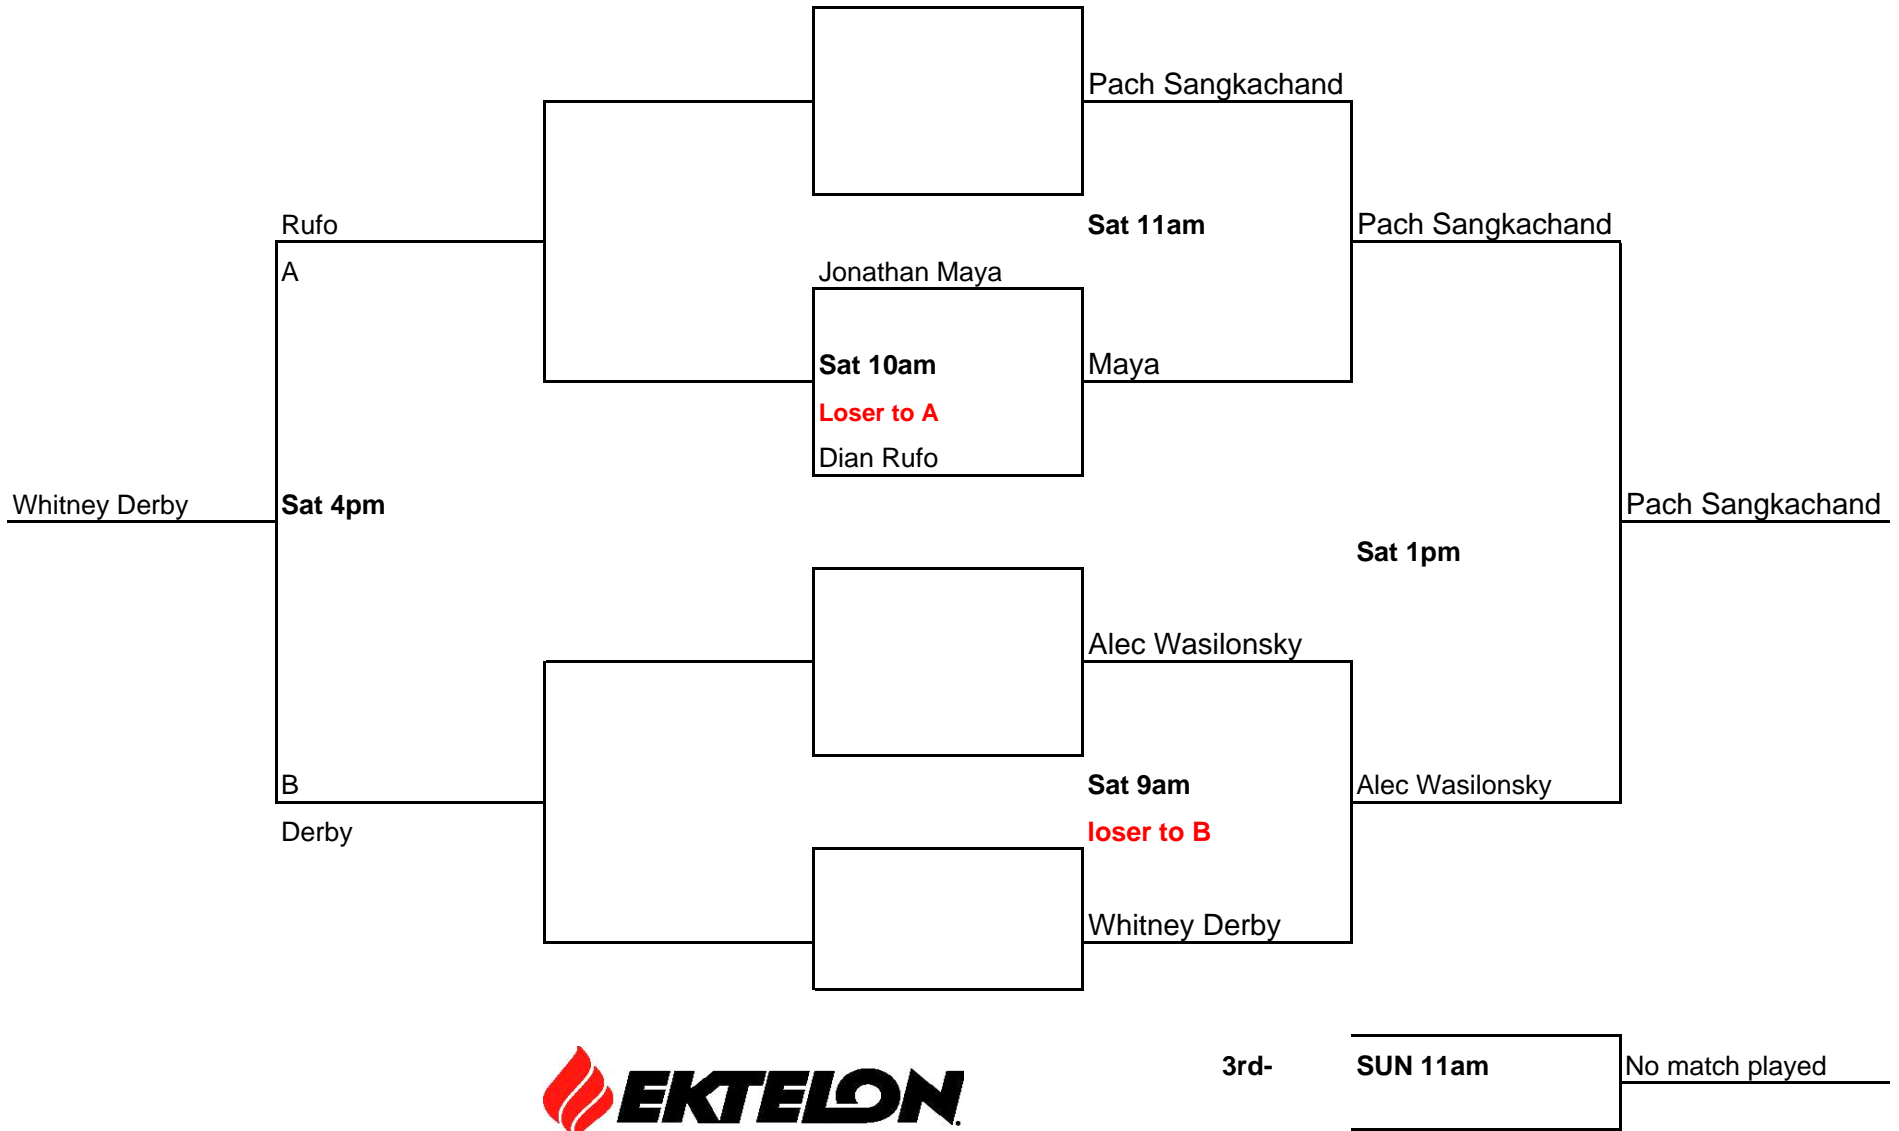 Pach Sangkachand
Rufo
Sat 11am
Pach Sangkachand
A
Jonathan Maya
Sat 10am
Maya
Loser to A
Dian Rufo
Whitney Derby
Sat 4pm
Pach Sangkachand
Sat 1pm
Alec Wasilonsky
B
Sat 9am
Alec Wasilonsky
Derby
loser to B
Whitney Derby
3rd-
SUN 11am
No match played
EKTELON.